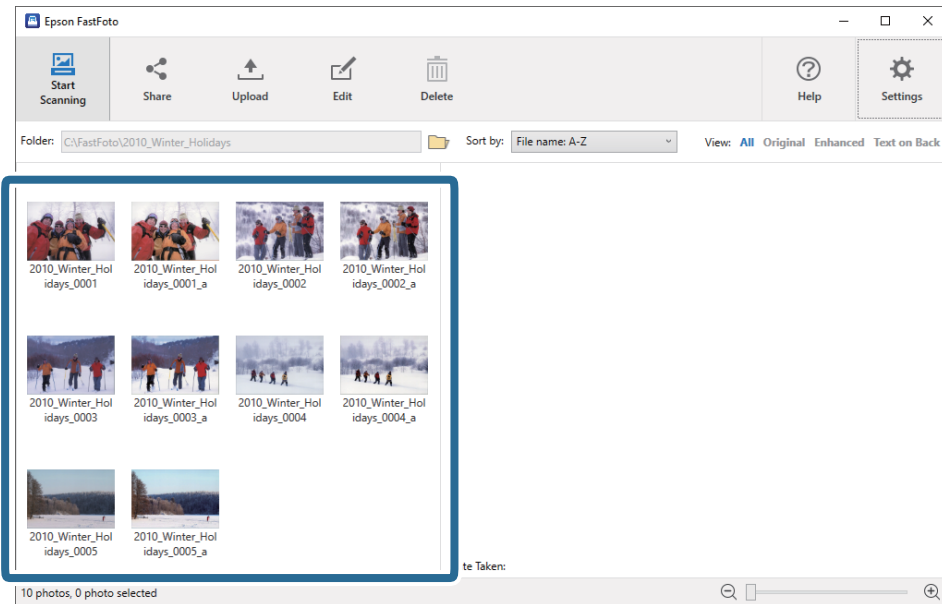 Epson FastFoto
Start
Scanning
Share
Upload
Edit
Delete
Help
Settings
Folder: C:\FastFoto\2010_Winter_Holidays
Sort by: File name: A-Z
View: All Original Enhanced Text on Back
2010_Winter_Hol
idays_0001
2010_Winter_Hol
idays_0001_a
2010_Winter_Hol
idays_0002
2010_Winter_Hol
idays_0002_a
2010_Winter_Hol
idays_0003
2010_Winter_Hol
idays_0003_a
2010_Winter_Hol
idays_0004
2010_Winter_Hol
idays_0004_a
2010_Winter_Hol
idays_0005
2010_Winter_Hol
idays_0005_a
te Taken:
10 photos, 0 photo selected